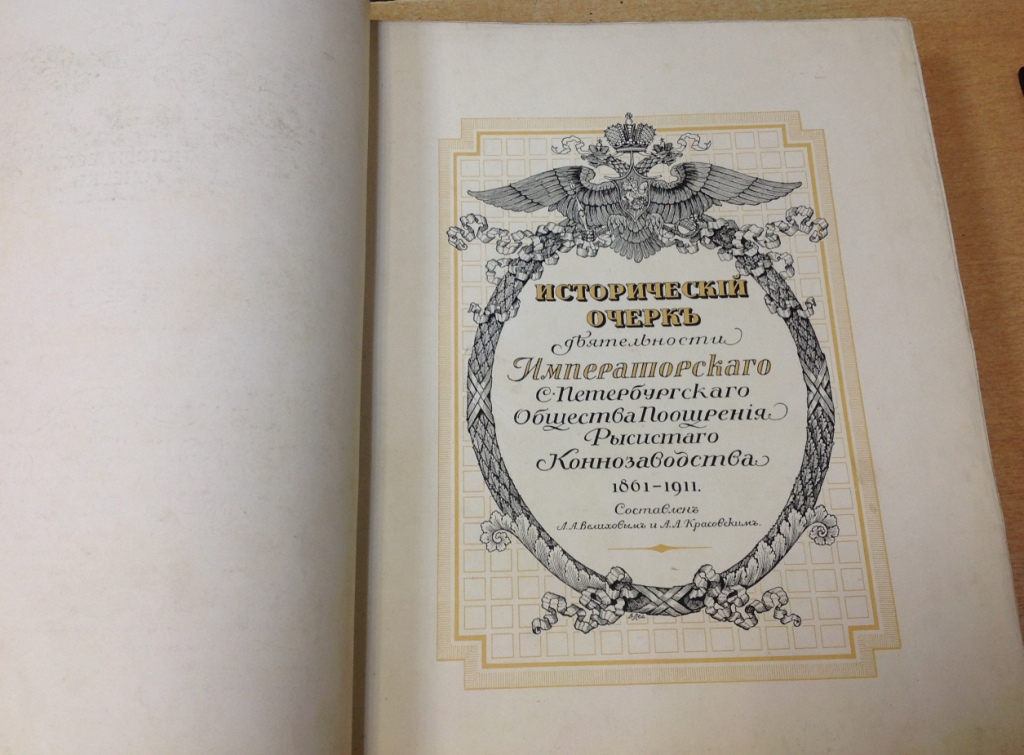 ИСТОРИЧЕСКІЙ
ОЧЕРКЪ
дѣятельности
Императорскаго
С·Петербургскаго
Общества Поощренія
Рысистаго
Коннозаводства
1861–1911.
Составленъ
Л.Л.Велиховымъ и А.А.Красовскимъ.